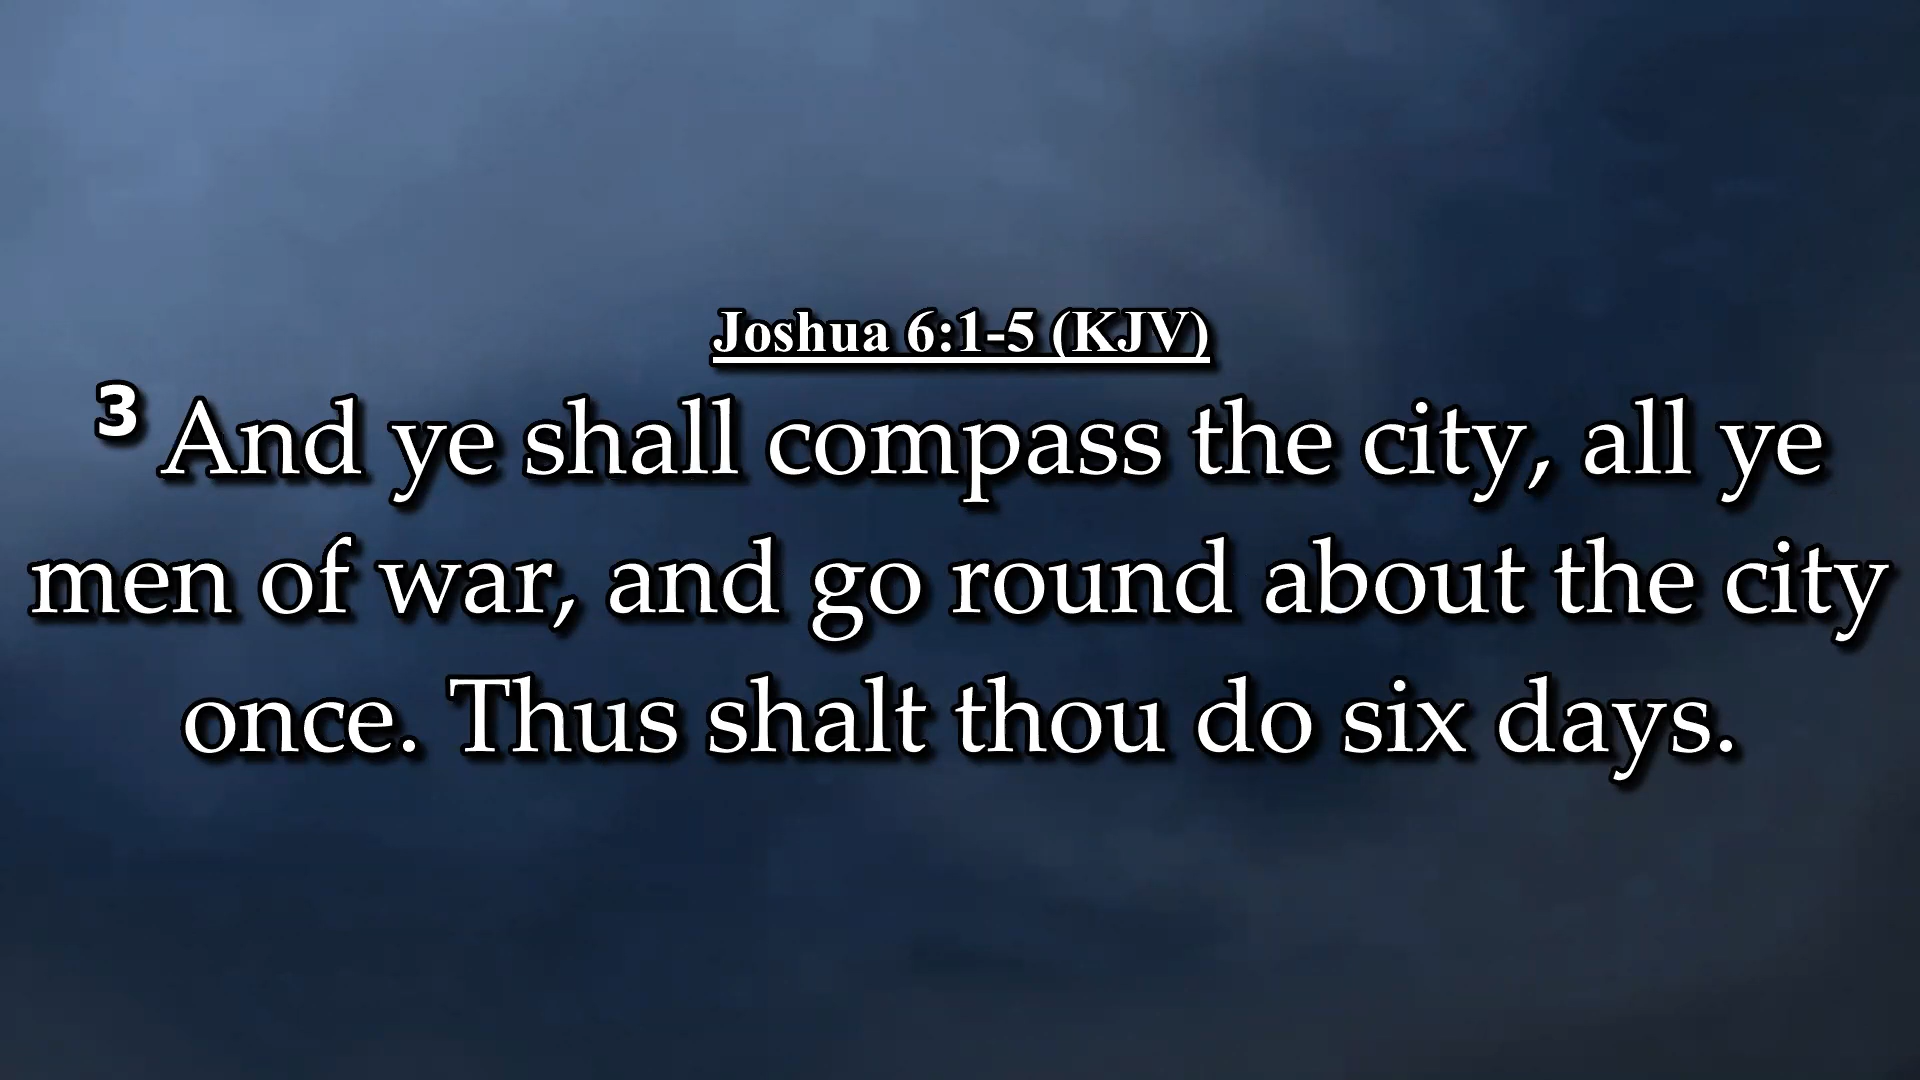 Joshua 6:1-5 (KJV)
3 And ye shall compass the city, all ye
men of war, and go round about the city
once. Thus shalt thou do six days.